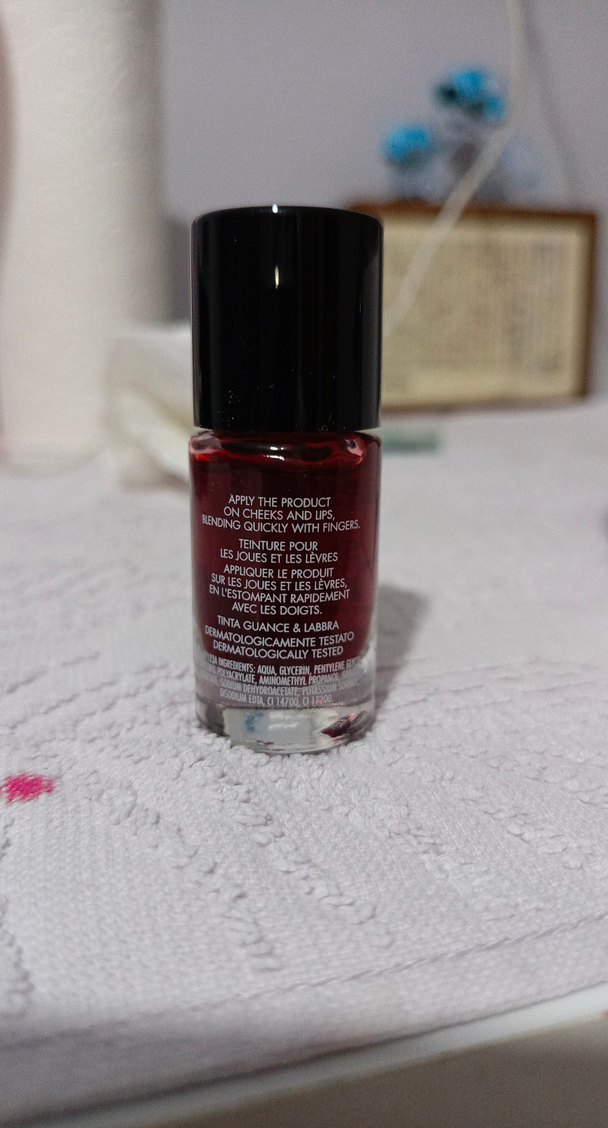 APPLY THE PRODUCT
ON CHEEKS AND LIPS,
BLENDING QUICKLY WITH FINGERS.
TEINTURE POUR
LES JOUES ET LES LÈVRES
APPLIQUER LE PRODUIT
SUR LES JOUES ET LES LÈVRES,
EN L'ESTOMPANT RAPIDEMENT
AVEC LES DOIGTS.
TINTA GUANCE & LABBRA
DERMATOLOGICAMENTE TESTATO
DERMATOLOGICALLY TESTED
INGREDIENTS: AQUA, GLYCERIN, PENTYLENE
POLYACRYLATE, AMINOMETHYL PROPANOL,
SODIUM DEHYDROACETATE, POTASSIUM
DISODIUM EDTA, CI 14700, CI 17200